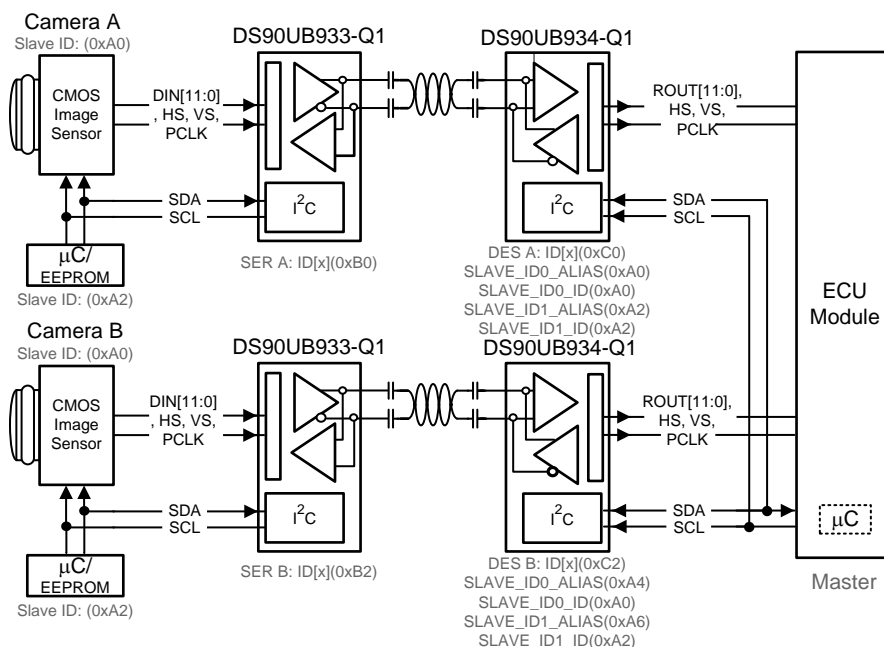 Camera A
Slave ID: (0xA0)
DS90UB933-Q1
DS90UB934-Q1
CMOS
Image
Sensor
DIN[11:0]
, HS, VS,
PCLK
ROUT[11:0],
HS, VS,
PCLK
SDA
SCL
I²C
I²C
SDA
SCL
µC/
EEPROM
Slave ID: (0xA2)
SER A: ID[x](0xB0)
DES A: ID[x](0xC0)
SLAVE_ID0_ALIAS(0xA0)
SLAVE_ID0_ID(0xA0)
SLAVE_ID1_ALIAS(0xA2)
SLAVE_ID1_ID(0xA2)
ECU
Module
Camera B
Slave ID: (0xA0)
DS90UB933-Q1
DS90UB934-Q1
CMOS
Image
Sensor
DIN[11:0]
, HS, VS,
PCLK
ROUT[11:0],
HS, VS,
PCLK
SDA
SCL
I²C
I²C
SDA
SCL
µC
µC/
EEPROM
Slave ID: (0xA2)
SER B: ID[x](0xB2)
DES B: ID[x](0xC2)
SLAVE_ID0_ALIAS(0xA4)
SLAVE_ID0_ID(0xA0)
SLAVE_ID1_ALIAS(0xA6)
SLAVE_ID1_ID(0xA2)
Master